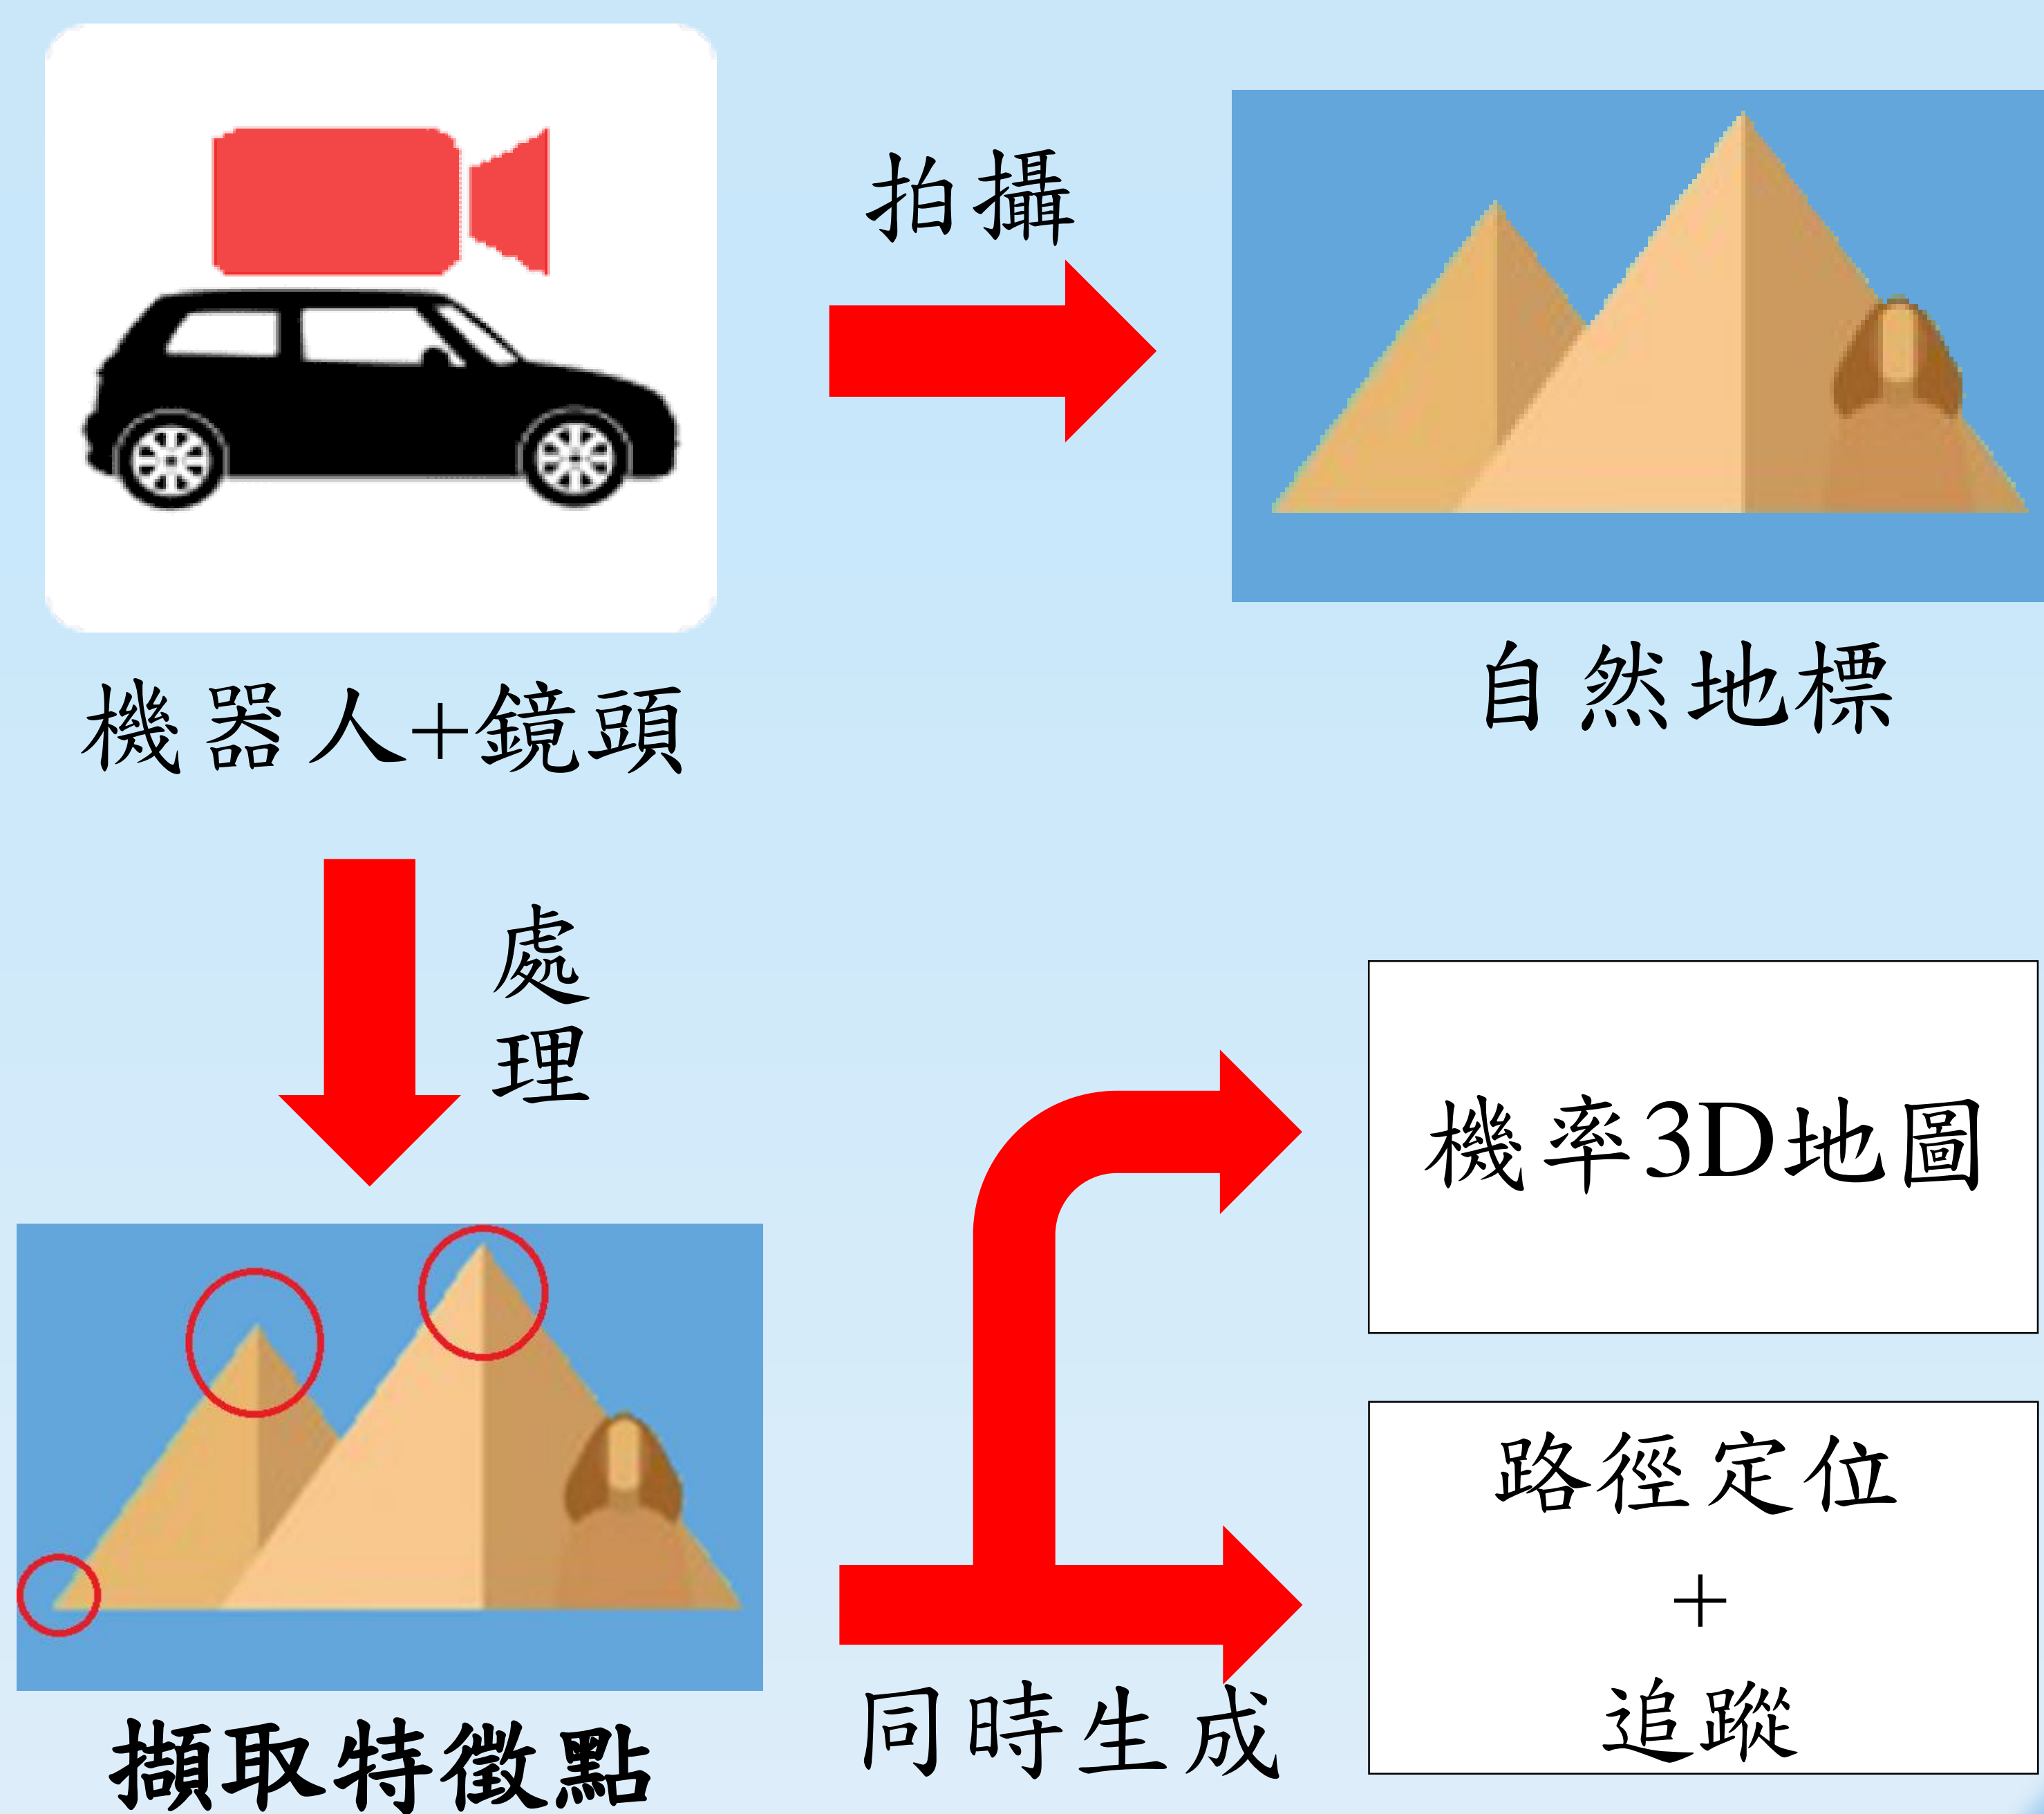 拍攝
機器人+鏡頭
自然地標
處
理
機率3D地圖
路徑定位
+
追蹤
擷取特徵點
同時生成